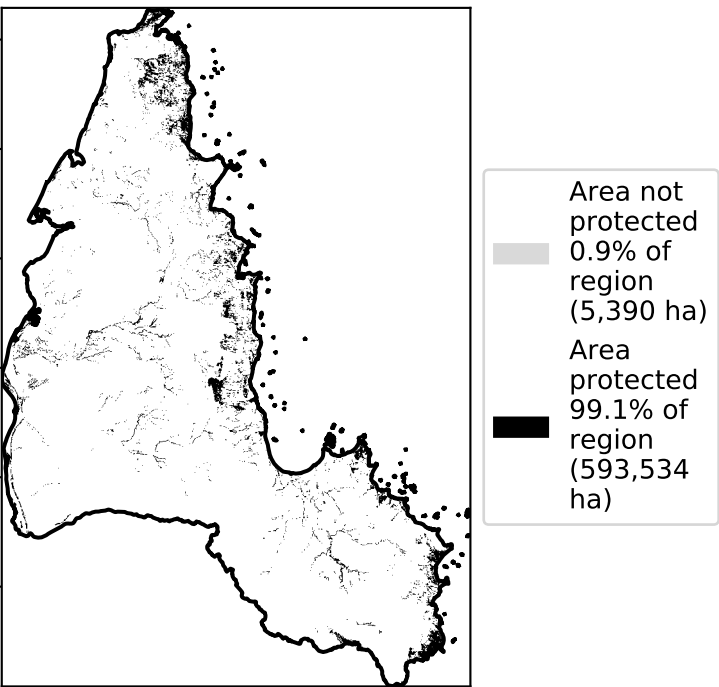 Area not
protected
0.9% of
region
(5,390 ha)
Area
protected
99.1% of
region
(593,534
ha)